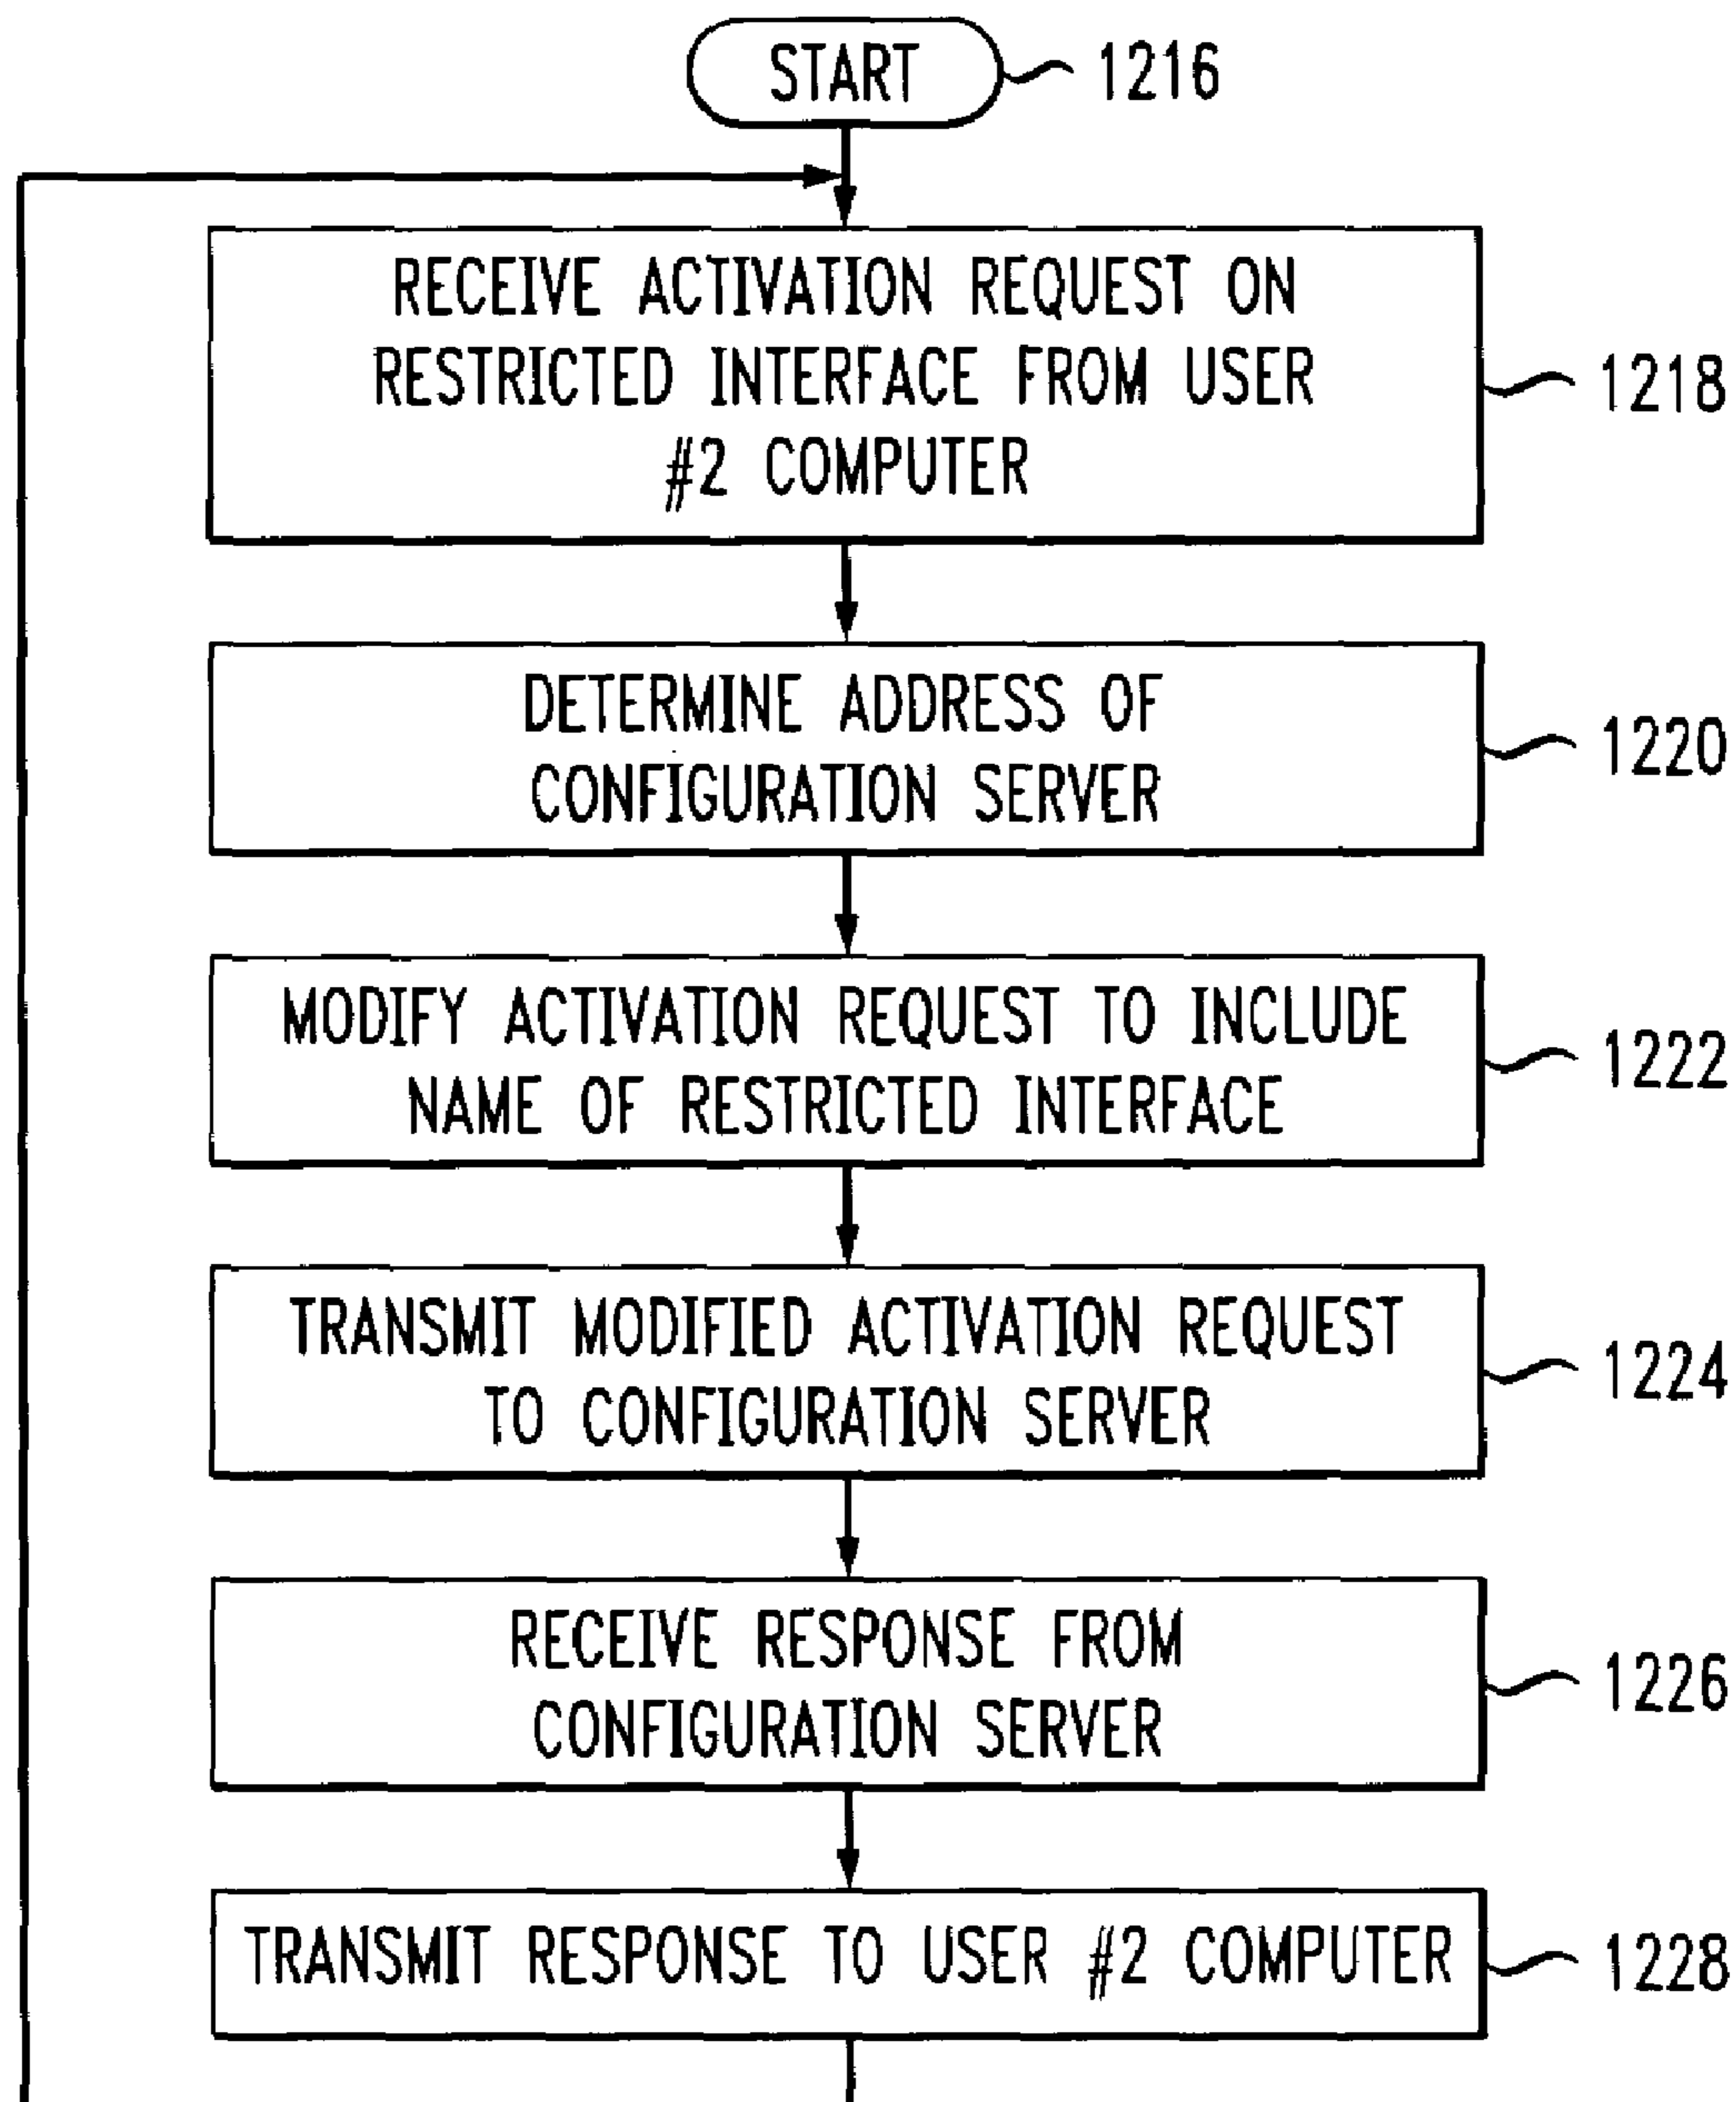 START
1216
RECEIVE ACTIVATION REQUEST ON
RESTRICTED INTERFACE FROM USER
#2 COMPUTER
1218
DETERMINE ADDRESS OF
CONFIGURATION SERVER
1220
MODIFY ACTIVATION REQUEST TO INCLUDE
NAME OF RESTRICTED INTERFACE
1222
TRANSMIT MODIFIED ACTIVATION REQUEST
TO CONFIGURATION SERVER
1224
RECEIVE RESPONSE FROM
CONFIGURATION SERVER
1226
TRANSMIT RESPONSE TO USER #2 COMPUTER
1228